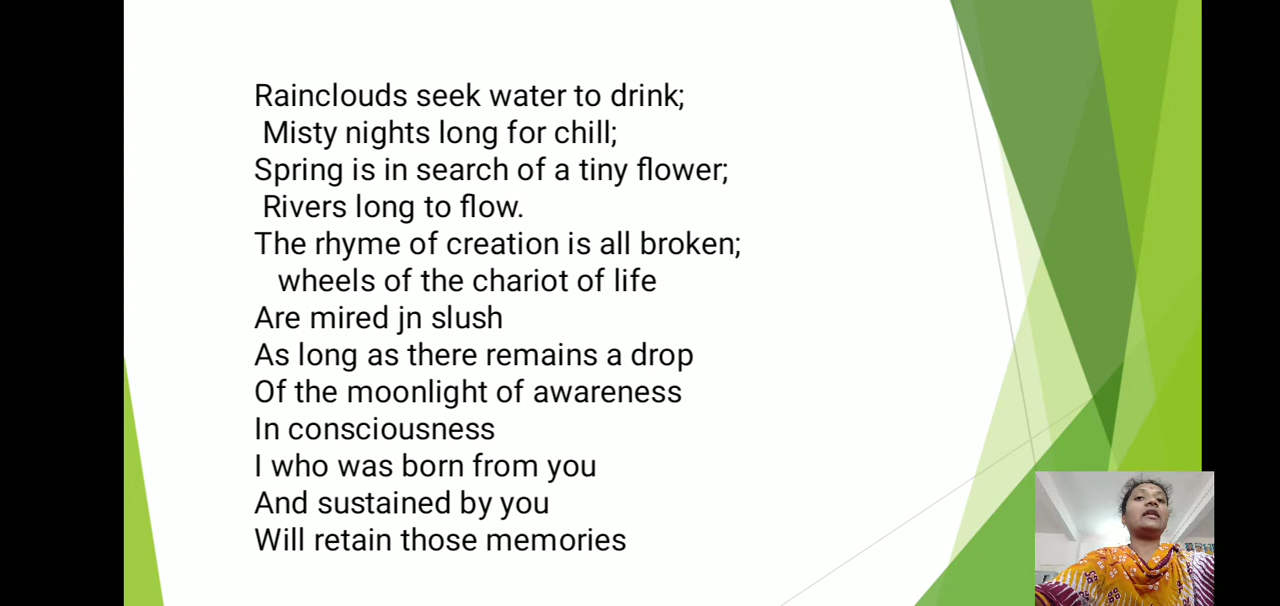 Rainclouds seek water to drink;
Misty nights long for chill;
Spring is in search of a tiny flower;
Rivers long to flow.
The rhyme of creation is all broken;
wheels of the chariot of life
Are mired jn slush
As long as there remains a drop
Of the moonlight of awareness
In consciousness
I who was born from you
And sustained by you
Will retain those memories